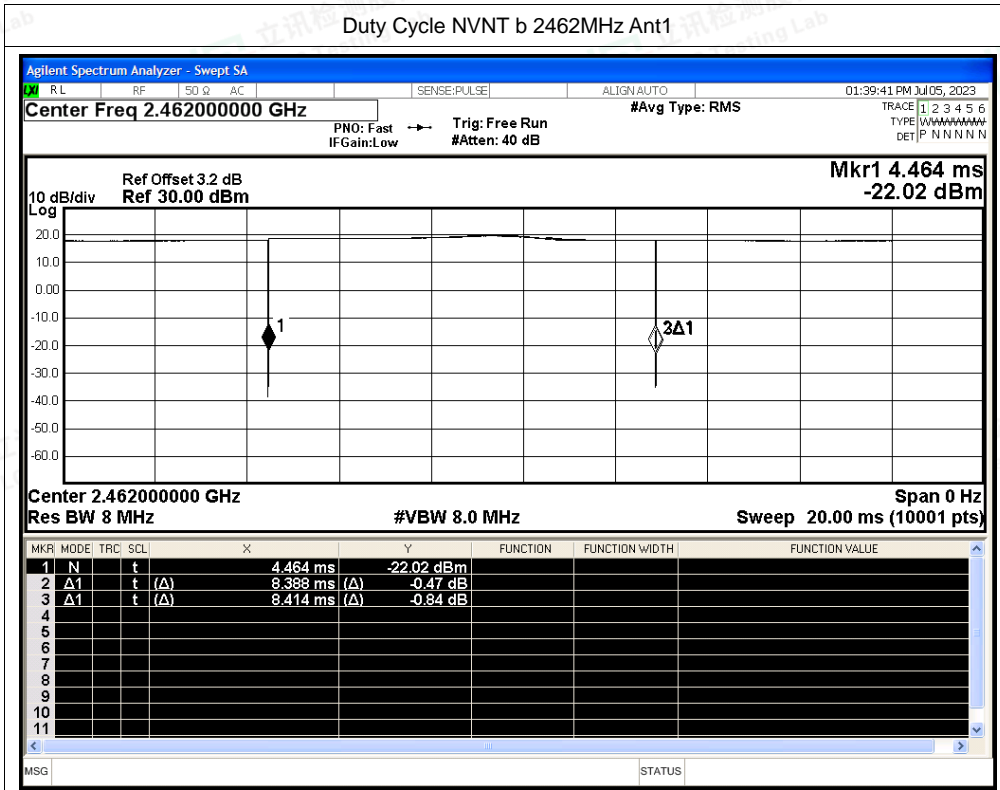 Duty Cycle NVNT b 2462MHz Ant1
Agilent Spectrum Analyzer - Swept SA
LXI RL RF 50 Ω AC SENSE:PULSE ALIGN AUTO 01:39:41 PM Jul 05, 2023
Center Freq 2.462000000 GHz #Avg Type: RMS TRACE 1 2 3 4 5 6
PNO: Fast Trig: Free Run TYPE WWWWWW
IFGain:Low #Atten: 40 dB DET P N N N N N
Mkr1 4.464 ms
-22.02 dBm
Ref Offset 3.2 dB
10 dB/div Ref 30.00 dBm
Log
20.0
10.0
0.00
-10.0
1 3Δ1
-20.0
-30.0
-40.0
-50.0
-60.0
Center 2.462000000 GHz Span 0 Hz
Res BW 8 MHz #VBW 8.0 MHz Sweep 20.00 ms (10001 pts)
MKR MODE TRC SCL X Y FUNCTION FUNCTION WIDTH FUNCTION VALUE
1 N t 4.464 ms -22.02 dBm
2 Δ1 t (Δ) 8.388 ms (Δ) -0.47 dB
3 Δ1 t (Δ) 8.414 ms (Δ) -0.84 dB
4
5
6
7
8
9
10
11
MSG STATUS